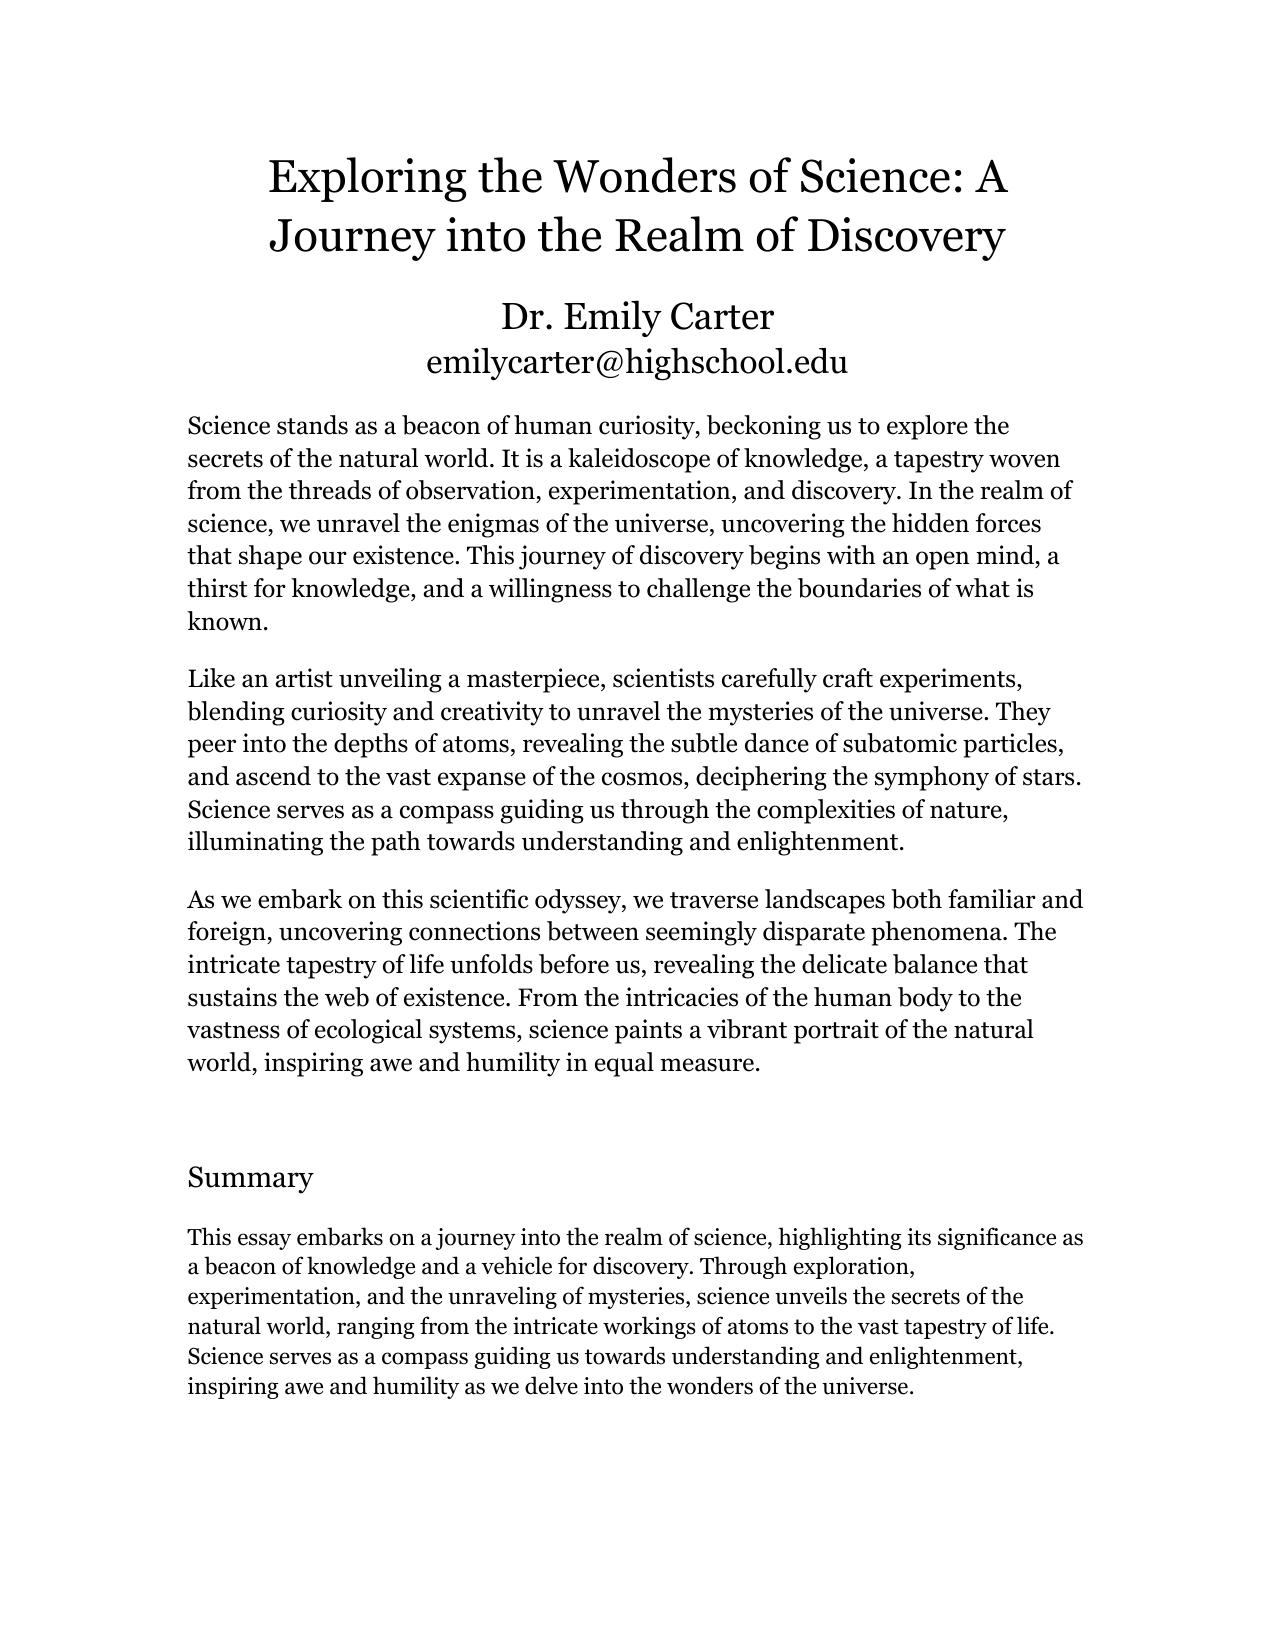 Exploring the Wonders of Science: A
Journey into the Realm of Discovery
Dr. Emily Carter
emilycarter@highschool.edu
Science stands as a beacon of human curiosity, beckoning us to explore the
secrets of the natural world. It is a kaleidoscope of knowledge, a tapestry woven
from the threads of observation, experimentation, and discovery. In the realm of
science, we unravel the enigmas of the universe, uncovering the hidden forces
that shape our existence. This journey of discovery begins with an open mind, a
thirst for knowledge, and a willingness to challenge the boundaries of what is
known.
Like an artist unveiling a masterpiece, scientists carefully craft experiments,
blending curiosity and creativity to unravel the mysteries of the universe. They
peer into the depths of atoms, revealing the subtle dance of subatomic particles,
and ascend to the vast expanse of the cosmos, deciphering the symphony of stars.
Science serves as a compass guiding us through the complexities of nature,
illuminating the path towards understanding and enlightenment.
As we embark on this scientific odyssey, we traverse landscapes both familiar and
foreign, uncovering connections between seemingly disparate phenomena. The
intricate tapestry of life unfolds before us, revealing the delicate balance that
sustains the web of existence. From the intricacies of the human body to the
vastness of ecological systems, science paints a vibrant portrait of the natural
world, inspiring awe and humility in equal measure.
Summary
This essay embarks on a journey into the realm of science, highlighting its significance as
a beacon of knowledge and a vehicle for discovery. Through exploration,
experimentation, and the unraveling of mysteries, science unveils the secrets of the
natural world, ranging from the intricate workings of atoms to the vast tapestry of life.
Science serves as a compass guiding us towards understanding and enlightenment,
inspiring awe and humility as we delve into the wonders of the universe.